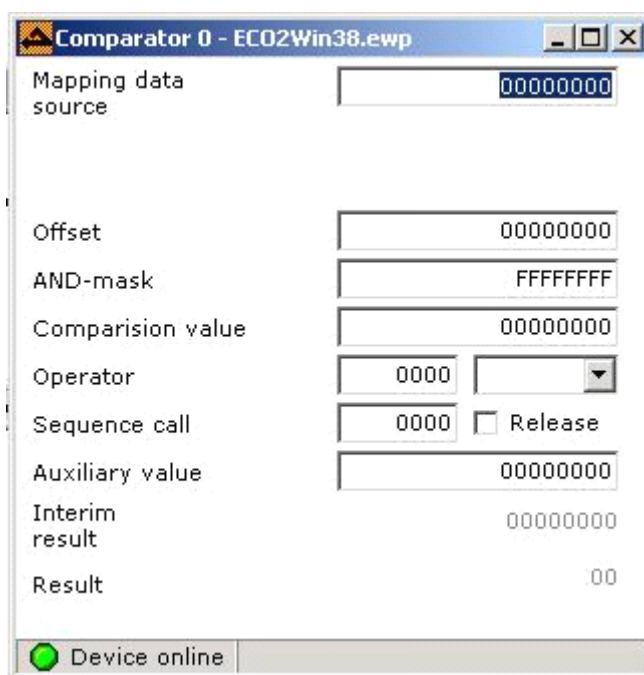 Comparator 0 - ECO2Win38.ewp
Mapping data
source
00000000
Offset
00000000
AND-mask
FFFFFFFF
Comparision value
00000000
Operator
0000
Sequence call
0000
Release
Auxiliary value
00000000
Interim
result
00000000
Result
00
Device online